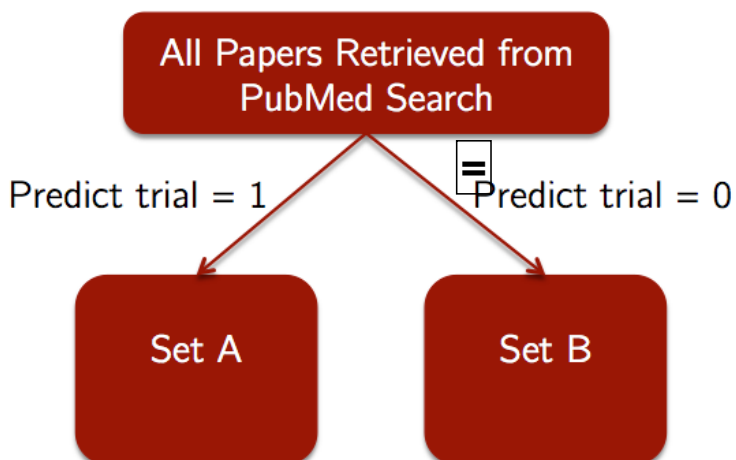 All Papers Retrieved from
PubMed Search
=
Predict trial = 1
Predict trial = 0
Set A
Set B